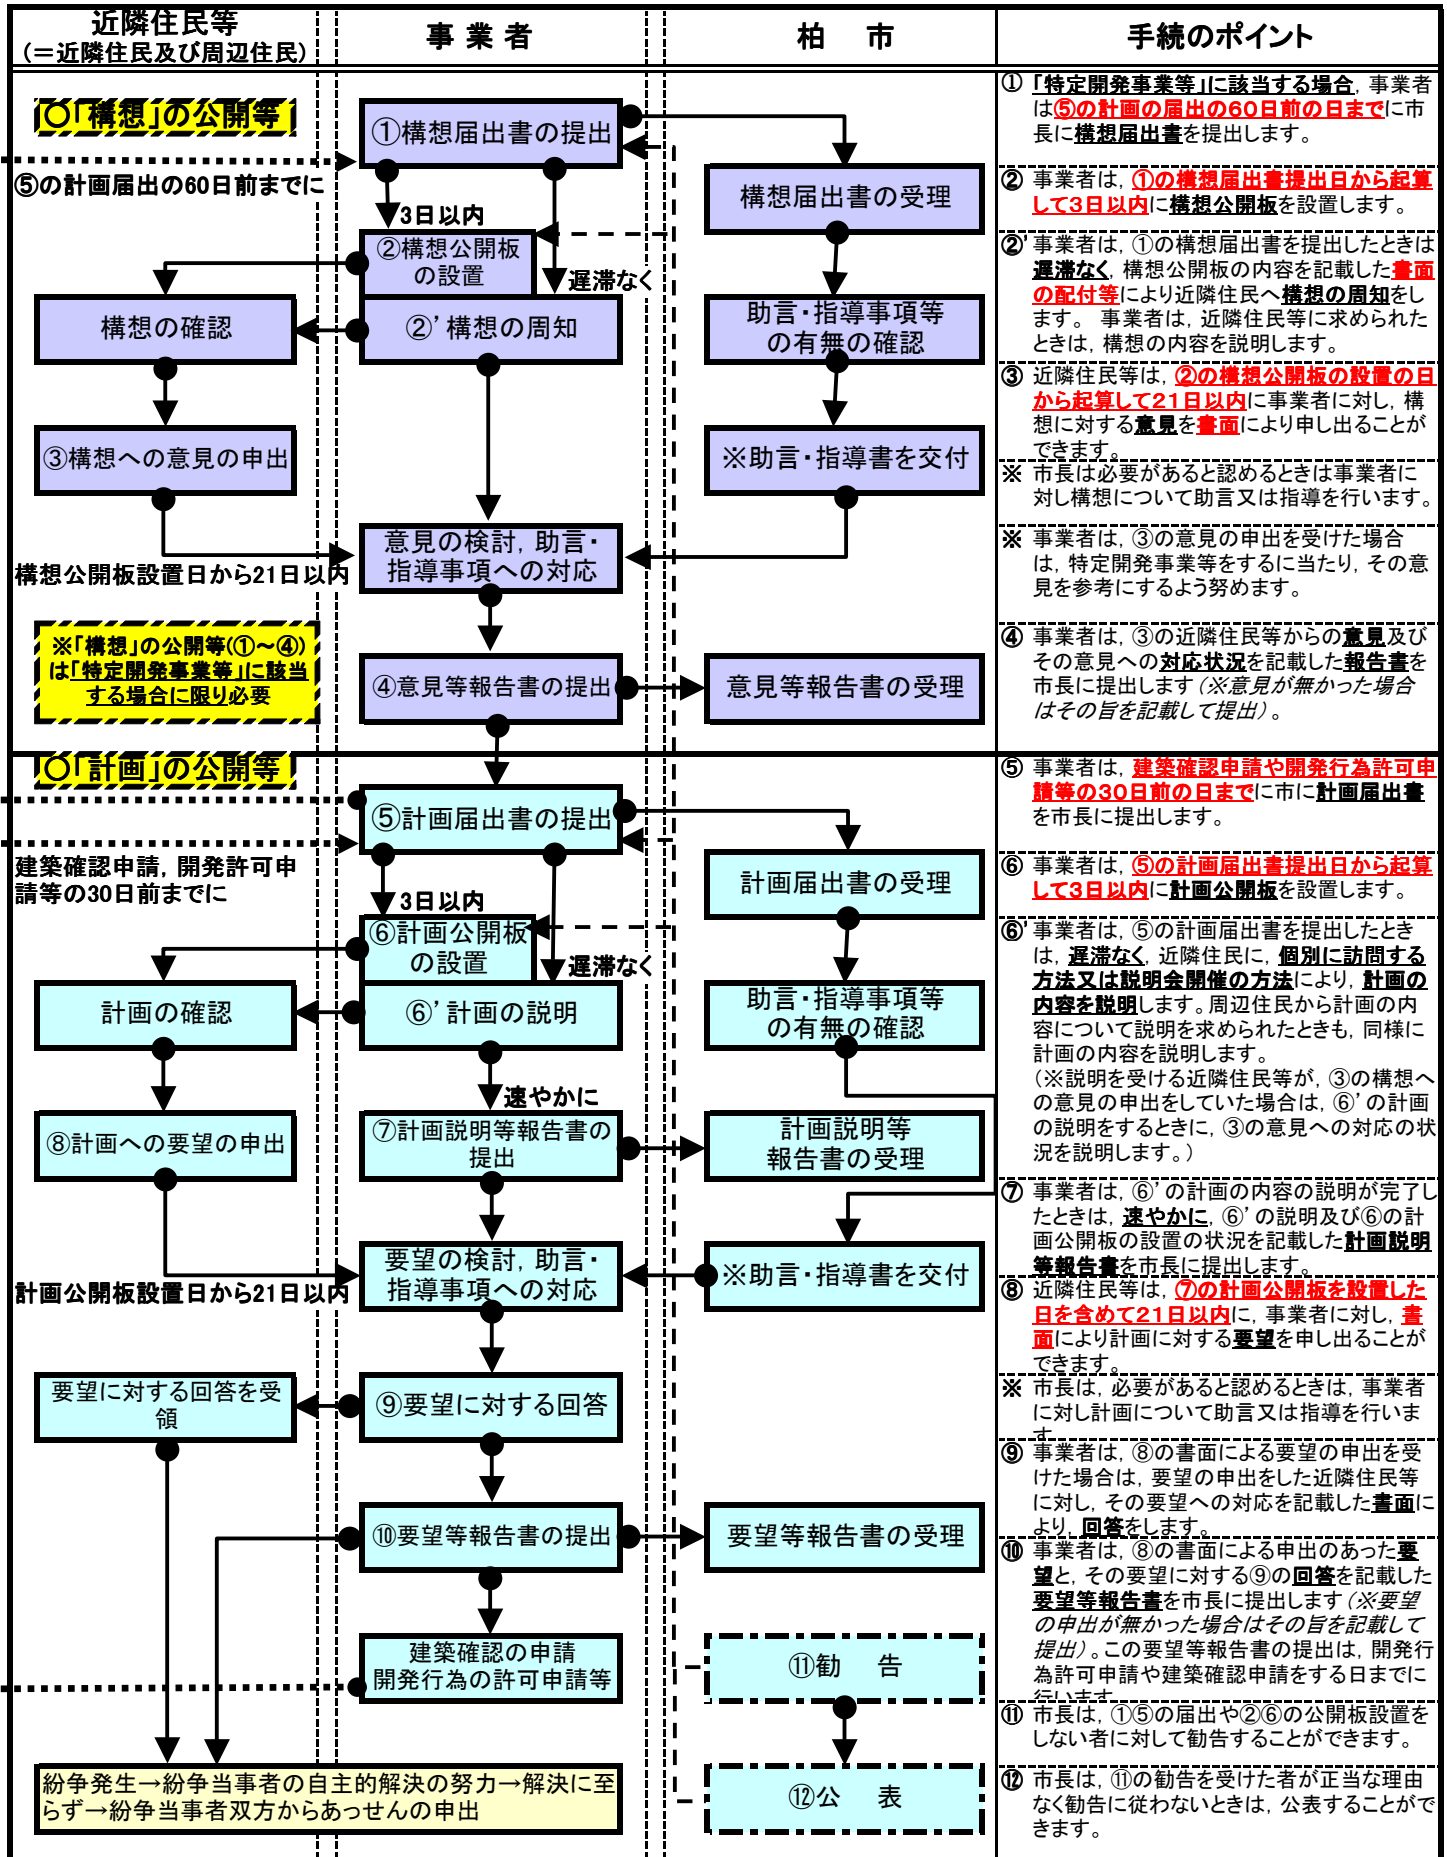 近隣住民等
(＝近隣住民及び周辺住民)
事 業 者
柏　市
手続のポイント
○「構想」の公開等
⑤の計画届出の60日前までに
①構想届出書の提出
3日以内
②構想公開板
の設置
遅滞なく
②’構想の周知
構想の確認
③構想への意見の申出
構想公開板設置日から21日以内
構想届出書の受理
助言・指導事項等
の有無の確認
※助言・指導書を交付
意見の検討, 助言・
指導事項への対応
※「構想」の公開等(①～④)
は「特定開発事業等」に該当
する場合に限り必要
④意見等報告書の提出
意見等報告書の受理
○「計画」の公開等
建築確認申請, 開発許可申
請等の30日前までに
⑤計画届出書の提出
3日以内
⑥計画公開板
の設置
遅滞なく
⑥’計画の説明
計画の確認
計画届出書の受理
助言・指導事項等
の有無の確認
速やかに
⑧計画への要望の申出
⑦計画説明等報告書の
提出
計画説明等
報告書の受理
計画公開板設置日から21日以内
要望の検討, 助言・
指導事項への対応
※助言・指導書を交付
要望に対する回答を受
領
⑨要望に対する回答
⑩要望等報告書の提出
要望等報告書の受理
建築確認の申請
開発行為の許可申請等
⑪勧　告
⑫公　表
紛争発生→紛争当事者の自主的解決の努力→解決に至
らず→紛争当事者双方からあっせんの申出
① 「特定開発事業等」に該当する場合, 事業者
は⑤の計画の届出の60日前の日までに市
長に構想届出書を提出します。
② 事業者は, ①の構想届出書提出日から起算
して3日以内に構想公開板を設置します。
②’事業者は, ①の構想届出書を提出したときは
遅滞なく, 構想公開板の内容を記載した書面
の配付等により近隣住民へ構想の周知をし
ます。 事業者は, 近隣住民等に求められた
ときは, 構想の内容を説明します。
③ 近隣住民等は, ②の構想公開板の設置の日
から起算して21日以内に事業者に対し, 構
想に対する意見を書面により申し出ることが
できます。
※ 市長は必要があると認めるときは事業者に
対し構想について助言又は指導を行います。
※ 事業者は, ③の意見の申出を受けた場合
は, 特定開発事業等をするに当たり, その意
見を参考にするよう努めます。
④ 事業者は, ③の近隣住民等からの意見及び
その意見への対応状況を記載した報告書を
市長に提出します（※意見が無かった場合
はその旨を記載して提出）。
⑤ 事業者は, 建築確認申請や開発行為許可申
請等の30日前の日までに市に計画届出書
を市長に提出します。
⑥ 事業者は, ⑤の計画届出書提出日から起算
して3日以内に計画公開板を設置します。
⑥’事業者は, ⑤の計画届出書を提出したとき
は, 遅滞なく, 近隣住民に, 個別に訪問する
方法又は説明会開催の方法により, 計画の
内容を説明します。周辺住民から計画の内
容について説明を求められたときも, 同様に
計画の内容を説明します。
（※説明を受ける近隣住民等が, ③の構想へ
の意見の申出をしていた場合は, ⑥’の計画
の説明をするときに, ③の意見への対応の状
況を説明します。）
⑦ 事業者は, ⑥’の計画の内容の説明が完了し
たときは, 速やかに, ⑥’の説明及び⑥の計
画公開板の設置の状況を記載した計画説明
等報告書を市長に提出します。
⑧ 近隣住民等は, ⑦の計画公開板を設置した
日を含めて21日以内に, 事業者に対し, 書
面により計画に対する要望を申し出ることが
できます。
※ 市長は, 必要があると認めるときは, 事業者
に対し計画について助言又は指導を行いま
す。
⑨ 事業者は, ⑧の書面による要望の申出を受
けた場合は, 要望の申出をした近隣住民等
に対し, その要望への対応を記載した書面に
より, 回答をします。
⑩ 事業者は, ⑧の書面による申出のあった要
望と, その要望に対する⑨の回答を記載した
要望等報告書を市長に提出します（※要望
の申出が無かった場合はその旨を記載して
提出）。この要望等報告書の提出は, 開発行
為許可申請や建築確認申請をする日までに
行います。
⑪ 市長は, ①⑤の届出や②⑥の公開板設置を
しない者に対して勧告することができます。
⑫ 市長は, ⑪の勧告を受けた者が正当な理由
なく勧告に従わないときは, 公表することがで
きます。